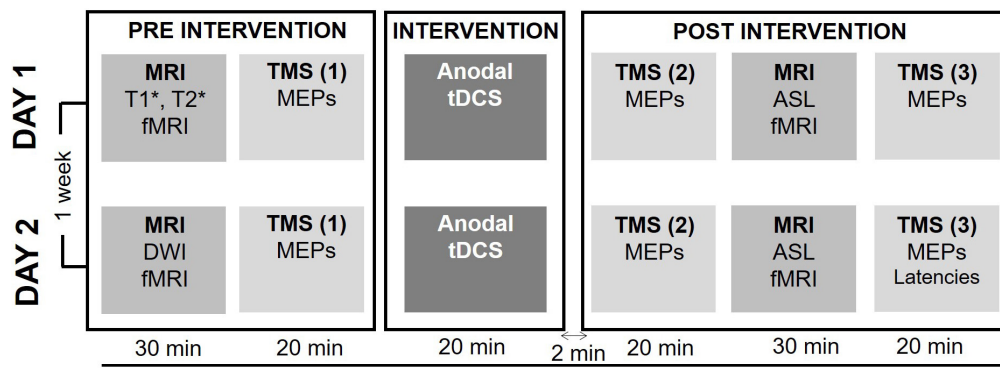 PRE INTERVENTION
INTERVENTION
POST INTERVENTION
DAY 1
MRI
T1*, T2*
fMRI
TMS (1)
MEPs
Anodal
tDCS
TMS (2)
MEPs
MRI
ASL
fMRI
TMS (3)
MEPs
1 week
DAY 2
MRI
DWI
fMRI
TMS (1)
MEPs
Anodal
tDCS
TMS (2)
MEPs
MRI
ASL
fMRI
TMS (3)
MEPs
Latencies
30 min
20 min
20 min
2 min
20 min
30 min
20 min